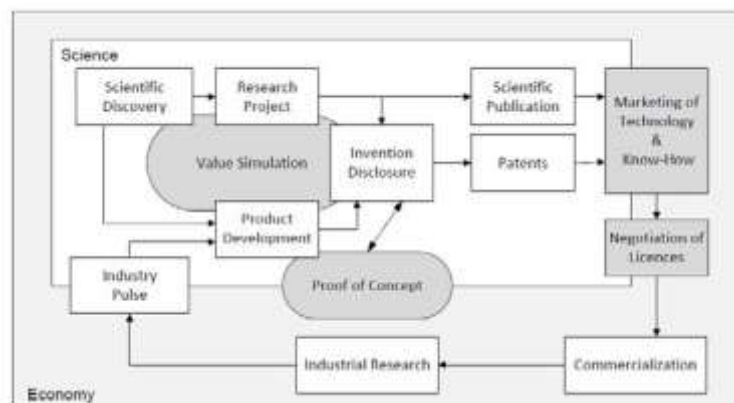 Science
Scientific
Discovery
Research
Project
Scientific
Publication
Marketing of
Technology
&
Know-How
Value Simulation
Invention
Disclosure
Patents
Product
Development
Negotiation of
Licences
Industry
Pulse
Proof of Concept
Industrial Research
Commercialization
Economy